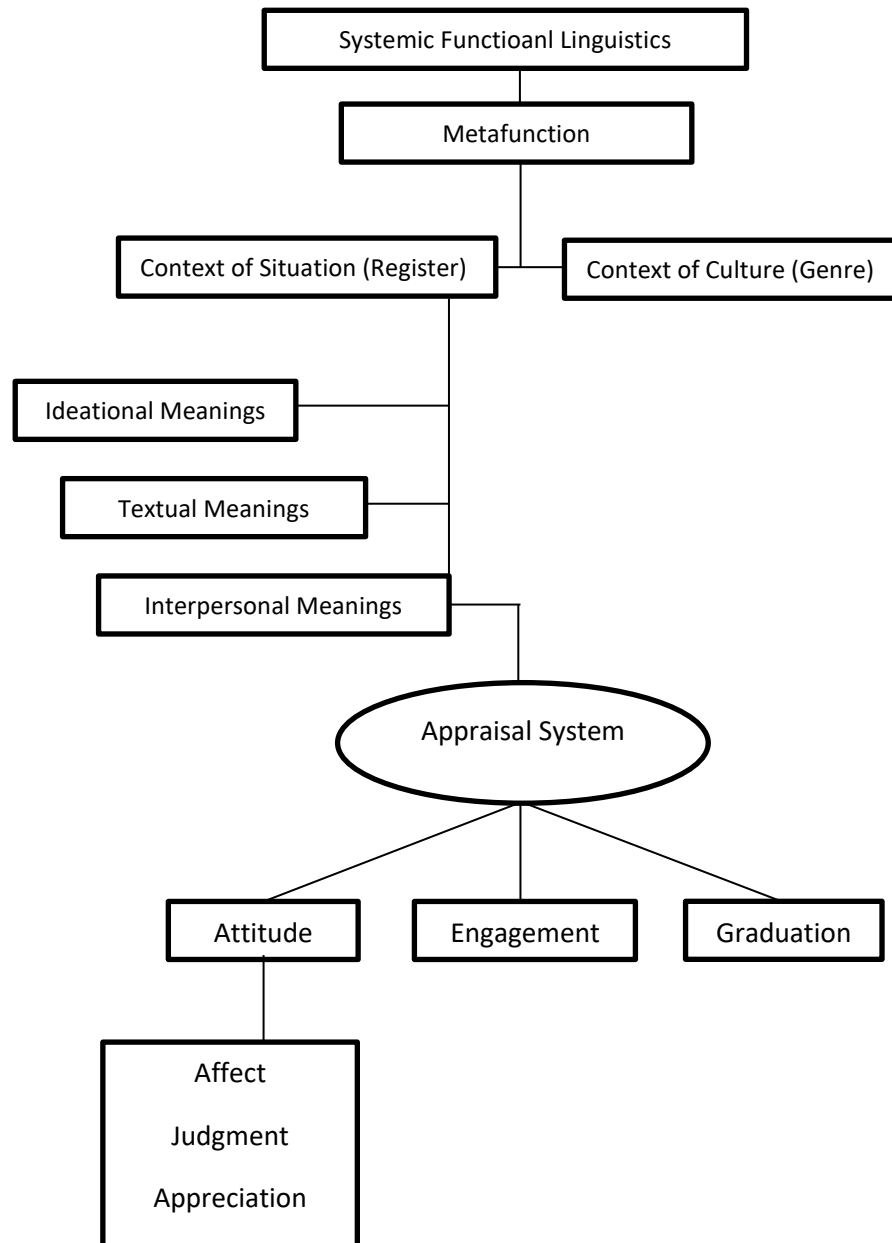 Systemic Functioanl Linguistics
Metafunction
Context of Situation (Register)
Context of Culture (Genre)
Ideational Meanings
Textual Meanings
Interpersonal Meanings
Appraisal System
Attitude
Engagement
Graduation
Affect
Judgment
Appreciation